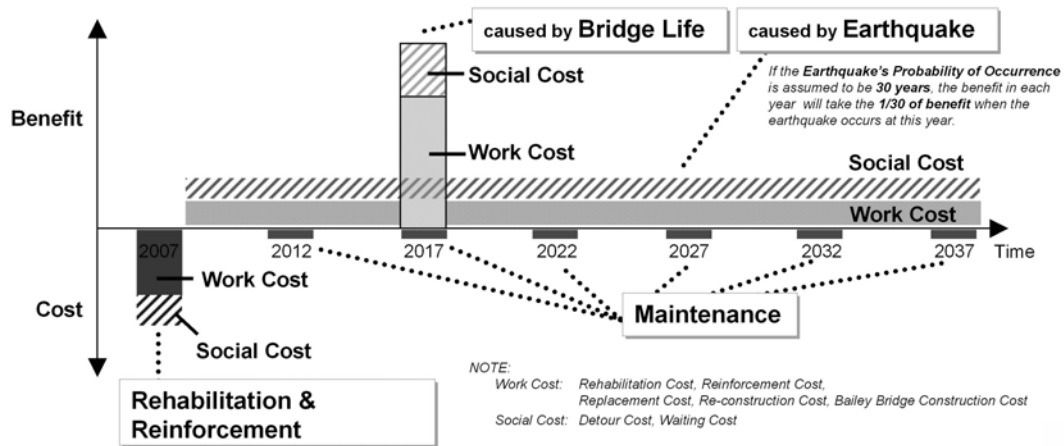 caused by Bridge Life
caused by Earthquake
Social Cost
If the Earthquake's Probability of Occurrence
is assumed to be 30 years, the benefit in each
year will take the 1/30 of benefit when the
earthquake occurs at this year.
Benefit
Work Cost
Social Cost
Work Cost
2007
2012
2017
2022
2027
2032
2037
Time
Work Cost
Cost
Maintenance
Social Cost
Rehabilitation &
Reinforcement
NOTE:
Work Cost: Rehabilitation Cost, Reinforcement Cost,
Replacement Cost, Re-construction Cost, Bailey Bridge Construction Cost
Social Cost: Detour Cost, Waiting Cost